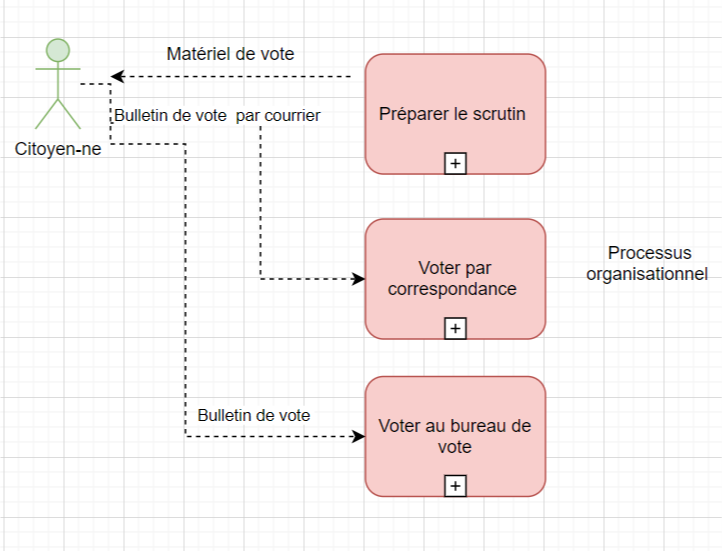 Matériel de vote
Bulletin de vote par courrier
Préparer le scrutin
Citoyen-ne
+
Voter par
correspondance
Processus
organisationnel
+
Bulletin de vote
Voter au bureau de
vote
+